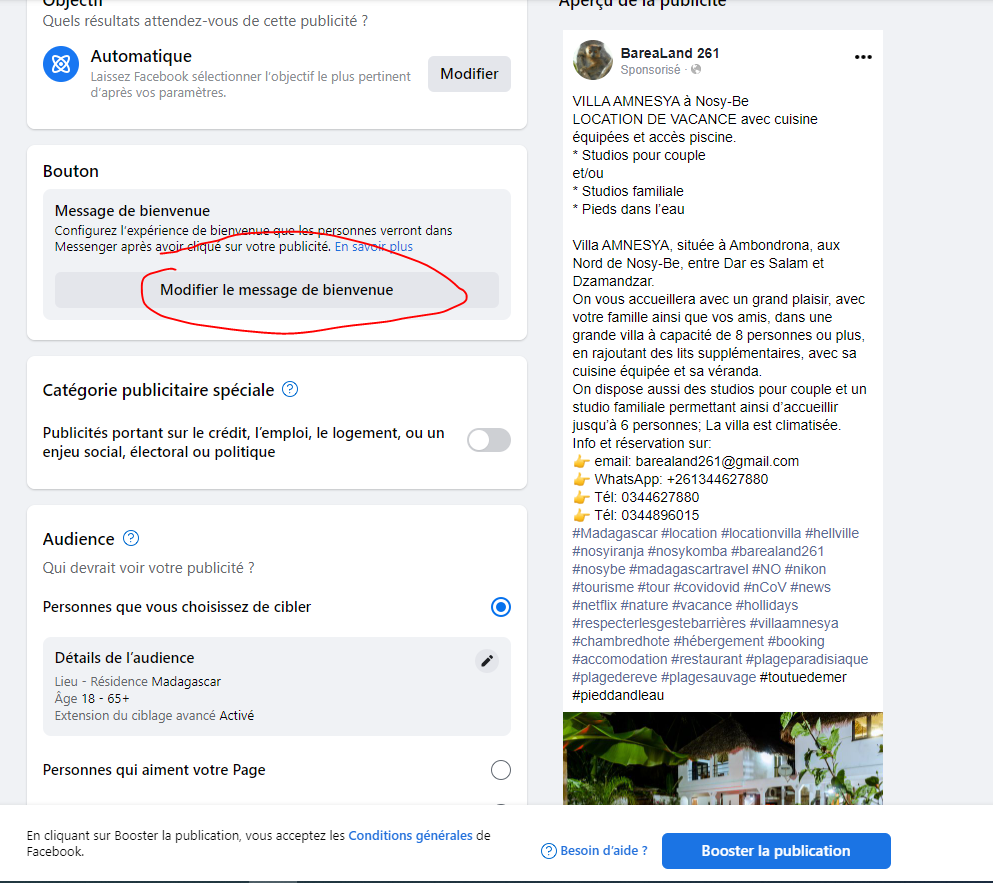 Objectif
Quels résultats attendez-vous de cette publicité ?
Automatique
Laissez Facebook sélectionner l'objectif le plus pertinent
d'après vos paramètres.
Modifier
Bouton
Message de bienvenue
Configurez l'expérience de bienvenue que les personnes verront dans
Messenger après avoir cliqué sur votre publicité. En savoir plus
Modifier le message de bienvenue
Catégorie publicitaire spéciale
Publicités portant sur le crédit, l'emploi, le logement, ou un
enjeu social, électoral ou politique
Audience
Qui devrait voir votre publicité ?
Personnes que vous choisissez de cibler
Détails de l'audience
Lieu - Résidence Madagascar
Âge 18 - 65+
Extension du ciblage avancé Activé
Personnes qui aiment votre Page
Aperçu de la publicité
BareaLand 261
Sponsorisé ·
VILLA AMNESYA à Nosy-Be
LOCATION DE VACANCE avec cuisine
équipées et accès piscine.
* Studios pour couple
et/ou
* Studios familiale
* Pieds dans l'eau
Villa AMNESYA, située à Ambondrona, aux
Nord de Nosy-Be, entre Dar es Salam et
Dzamandzar.
On vous accueillera avec un grand plaisir, avec
votre famille ainsi que vos amis, dans une
grande villa à capacité de 8 personnes ou plus,
en rajoutant des lits supplémentaires, avec sa
cuisine équipée et sa véranda.
On dispose aussi des studios pour couple et un
studio familiale permettant ainsi d'accueillir
jusqu'à 6 personnes; La villa est climatisée.
Info et réservation sur:
👉 email: barealand261@gmail.com
👉 WhatsApp: +261344627880
👉 Tél: 0344627880
👉 Tél: 0344896015
#Madagascar #location #locationvilla #hellville
#nosyiranja #nosykomba #barealand261
#nosybe #madagascartravel #NO #nikon
#tourisme #tour #covidovid #nCoV #news
#netflix #nature #vacance #hollidays
#respecterlesgestebarrières #villaamnesya
#chambredhote #hébergement #booking
#accomodation #restaurant #plageparadisiaque
#plagedereve #plagesauvage #toutuedemer
#pieddandleau
En cliquant sur Booster la publication, vous acceptez les Conditions générales de
Facebook.
Besoin d'aide ?
Booster la publication